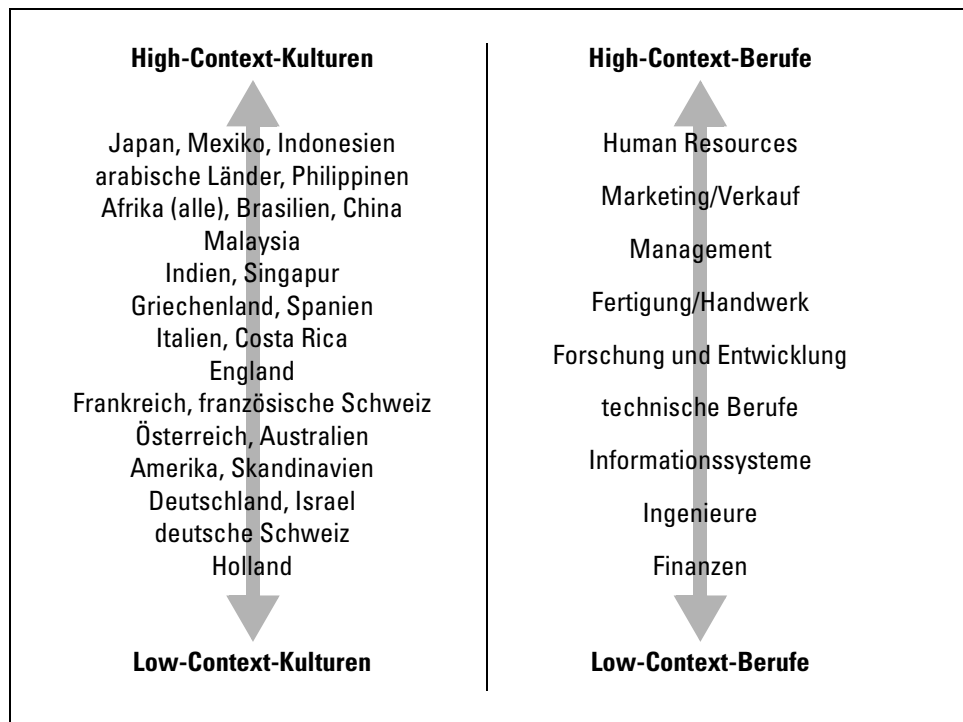 High-Context-Kulturen
Japan, Mexiko, Indonesien
arabische Länder, Philippinen
Afrika (alle), Brasilien, China
Malaysia
Indien, Singapur
Griechenland, Spanien
Italien, Costa Rica
England
Frankreich, französische Schweiz
Österreich, Australien
Amerika, Skandinavien
Deutschland, Israel
deutsche Schweiz
Holland
Low-Context-Kulturen
High-Context-Berufe
Human Resources
Marketing/Verkauf
Management
Fertigung/Handwerk
Forschung und Entwicklung
technische Berufe
Informationssysteme
Ingenieure
Finanzen
Low-Context-Berufe